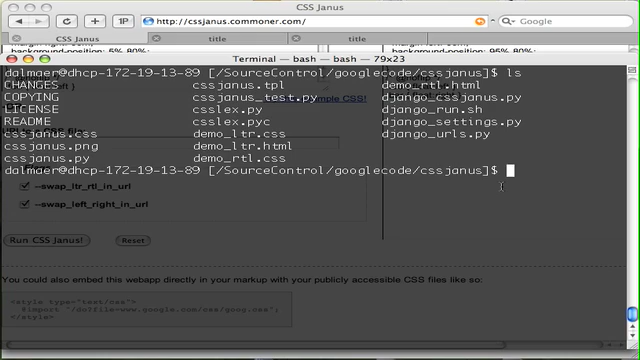 CSS Janus
http://cssjanus.commoner.com/
Google
CSS Janus title title
Terminal — bash — bash — 79x23
dalmaer@dhcp-172-19-13-89 [/SourceControl/googlecode/cssjanus]$ ls
CHANGES cssjanus.tpl demo_rtl.html
COPYING cssjanus_test.py django_cssjanus.py
LICENSE csslex.py django_run.sh
README csslex.pyc django_settings.py
cssjanus.css demo_ltr.css django_urls.py
cssjanus.png demo_ltr.html
cssjanus.py demo_rtl.css
dalmaer@dhcp-172-19-13-89 [/SourceControl/googlecode/cssjanus]$
--swap_ltr_rtl_in_url
--swap_left_right_in_url
Run CSS Janus! Reset
You could also embed this webapp directly in your markup with your publicly accessible CSS files like so:
<style type="text/css">
</style>